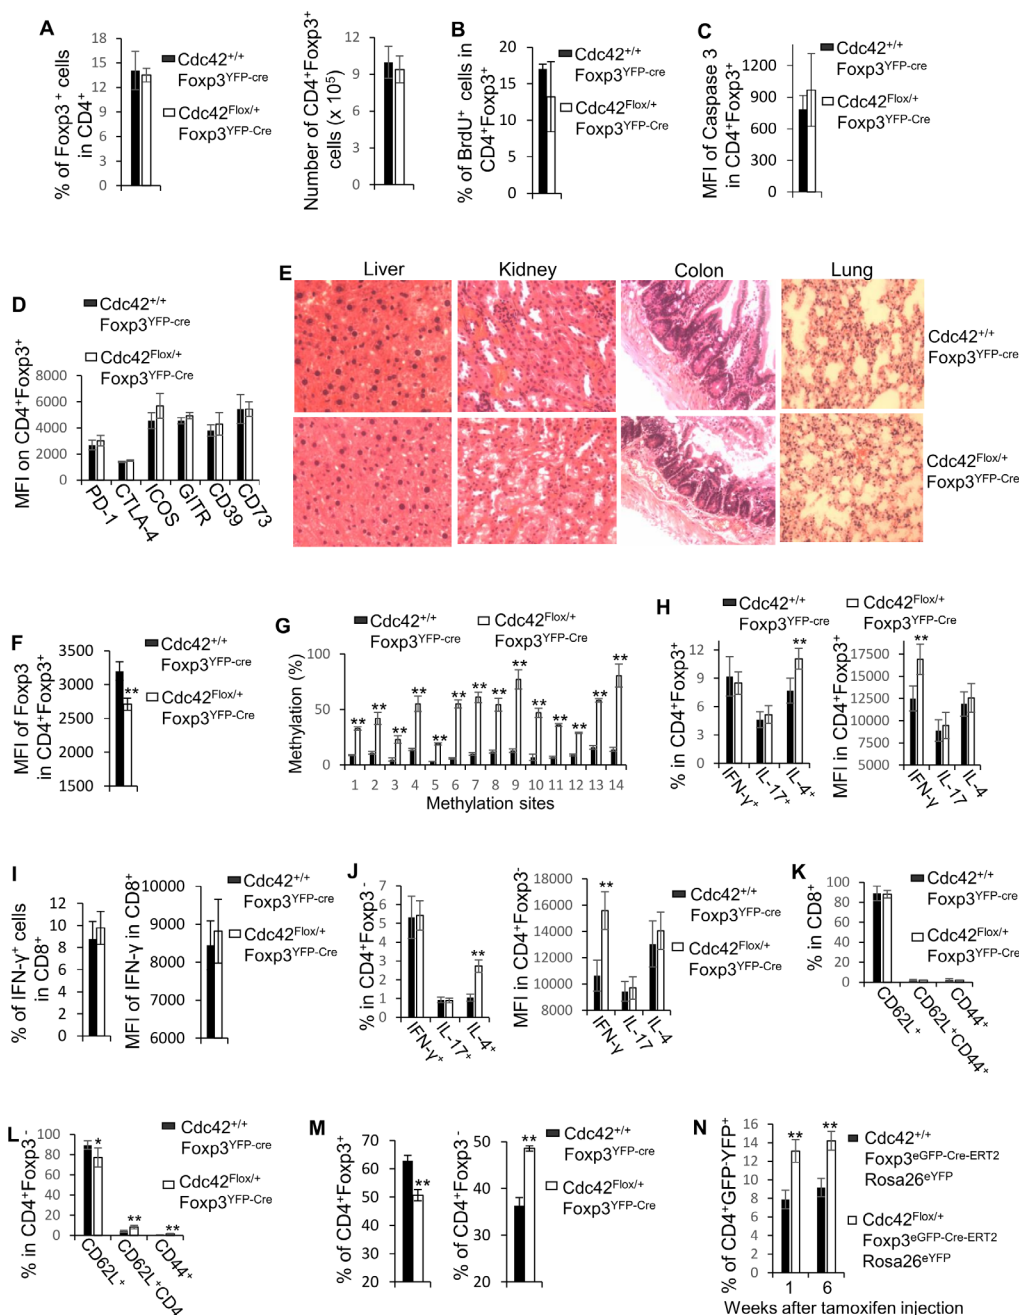 A
% of Foxp3⁺ cells
in CD4⁺
18
15
12
9
6
3
0
Cdc42⁺/⁺
Foxp3ʸᶠᴾ⁻ᶜʳᵉ
Cdc42ᶠˡᵒˣ/⁺
Foxp3ʸᶠᴾ⁻ᶜʳᵉ
Number of CD4⁺Foxp3⁺
cells (x 10⁵)
12
9
6
3
0
B
% of BrdU⁺ cells in
CD4⁺Foxp3⁺
20
15
10
5
0
Cdc42⁺/⁺
Foxp3ʸᶠᴾ⁻ᶜʳᵉ
Cdc42ᶠˡᵒˣ/⁺
Foxp3ʸᶠᴾ⁻ᶜʳᵉ
C
MFI of Caspase 3
in CD4⁺Foxp3⁺
1200
900
600
300
0
Cdc42⁺/⁺
Foxp3ʸᶠᴾ⁻ᶜʳᵉ
Cdc42ᶠˡᵒˣ/⁺
Foxp3ʸᶠᴾ⁻ᶜʳᵉ
D
Cdc42⁺/⁺
Foxp3ʸᶠᴾ⁻ᶜʳᵉ
Cdc42ᶠˡᵒˣ/⁺
Foxp3ʸᶠᴾ⁻ᶜʳᵉ
MFI on CD4⁺Foxp3⁺
8000
6000
4000
2000
0
PD-1
CTLA-4
ICOS
GITR
CD39
CD73
E
Liver
Kidney
Colon
Lung
Cdc42⁺/⁺
Foxp3ʸᶠᴾ⁻ᶜʳᵉ
Cdc42ᶠˡᵒˣ/⁺
Foxp3ʸᶠᴾ⁻ᶜʳᵉ
F
MFI of Foxp3
in CD4⁺Foxp3⁺
3500
3000
2500
2000
1500
**
Cdc42⁺/⁺
Foxp3ʸᶠᴾ⁻ᶜʳᵉ
Cdc42ᶠˡᵒˣ/⁺
Foxp3ʸᶠᴾ⁻ᶜʳᵉ
G
Cdc42⁺/⁺
Foxp3ʸᶠᴾ⁻ᶜʳᵉ
Cdc42ᶠˡᵒˣ/⁺
Foxp3ʸᶠᴾ⁻ᶜʳᵉ
Methylation (%)
100
50
0
** ** ** ** ** ** ** ** ** ** ** ** ** **
1 2 3 4 5 6 7 8 9 10 11 12 13 14
Methylation sites
H
Cdc42⁺/⁺
Foxp3ʸᶠᴾ⁻ᶜʳᵉ
Cdc42ᶠˡᵒˣ/⁺
Foxp3ʸᶠᴾ⁻ᶜʳᵉ
% in CD4⁺Foxp3⁺
12
9
6
3
0
**
IFN-γ⁺
IL-17⁺
IL-4⁺
MFI in CD4⁺Foxp3⁺
17500
15000
12500
10000
7500
5000
**
IFN-γ
IL-17
IL-4
I
% of IFN-γ⁺ cells
in CD8⁺
12
10
8
6
4
2
0
MFI of IFN-γ in CD8⁺
10000
9000
8000
7000
6000
Cdc42⁺/⁺
Foxp3ʸᶠᴾ⁻ᶜʳᵉ
Cdc42ᶠˡᵒˣ/⁺
Foxp3ʸᶠᴾ⁻ᶜʳᵉ
J
% in CD4⁺Foxp3⁻
7
6
5
4
3
2
1
0
**
IFN-γ⁺
IL-17⁺
IL-4⁺
MFI in CD4⁺Foxp3⁻
18000
16000
14000
12000
10000
8000
**
IFN-γ
IL-17
IL-4
Cdc42⁺/⁺
Foxp3ʸᶠᴾ⁻ᶜʳᵉ
Cdc42ᶠˡᵒˣ/⁺
Foxp3ʸᶠᴾ⁻ᶜʳᵉ
K
% in CD8⁺
100
80
60
40
20
0
CD62L⁺
CD62L⁺CD44⁺
CD44⁺
Cdc42⁺/⁺
Foxp3ʸᶠᴾ⁻ᶜʳᵉ
Cdc42ᶠˡᵒˣ/⁺
Foxp3ʸᶠᴾ⁻ᶜʳᵉ
L
% in CD4⁺Foxp3⁻
100
80
60
40
20
0
*
**
**
CD62L⁺
CD62L⁺CD4
CD44⁺
Cdc42⁺/⁺
Foxp3ʸᶠᴾ⁻ᶜʳᵉ
Cdc42ᶠˡᵒˣ/⁺
Foxp3ʸᶠᴾ⁻ᶜʳᵉ
M
% of CD4⁺Foxp3⁺
70
60
50
40
30
20
**
% of CD4⁺Foxp3⁻
50
40
30
20
**
Cdc42⁺/⁺
Foxp3ʸᶠᴾ⁻ᶜʳᵉ
Cdc42ᶠˡᵒˣ/⁺
Foxp3ʸᶠᴾ⁻ᶜʳᵉ
N
% of CD4⁺GFP⁻YFP⁺
16
14
12
10
8
6
4
2
0
**
**
1 6
Weeks after tamoxifen injection
Cdc42⁺/⁺
Foxp3ᵉᴳᶠᴾ⁻ᶜʳᵉ⁻ᴱᴿᵀ²
Rosa26ᵉʸᶠᴾ
Cdc42ᶠˡᵒˣ/⁺
Foxp3ᵉᴳᶠᴾ⁻ᶜʳᵉ⁻ᴱᴿᵀ²
Rosa26ᵉʸᶠᴾ